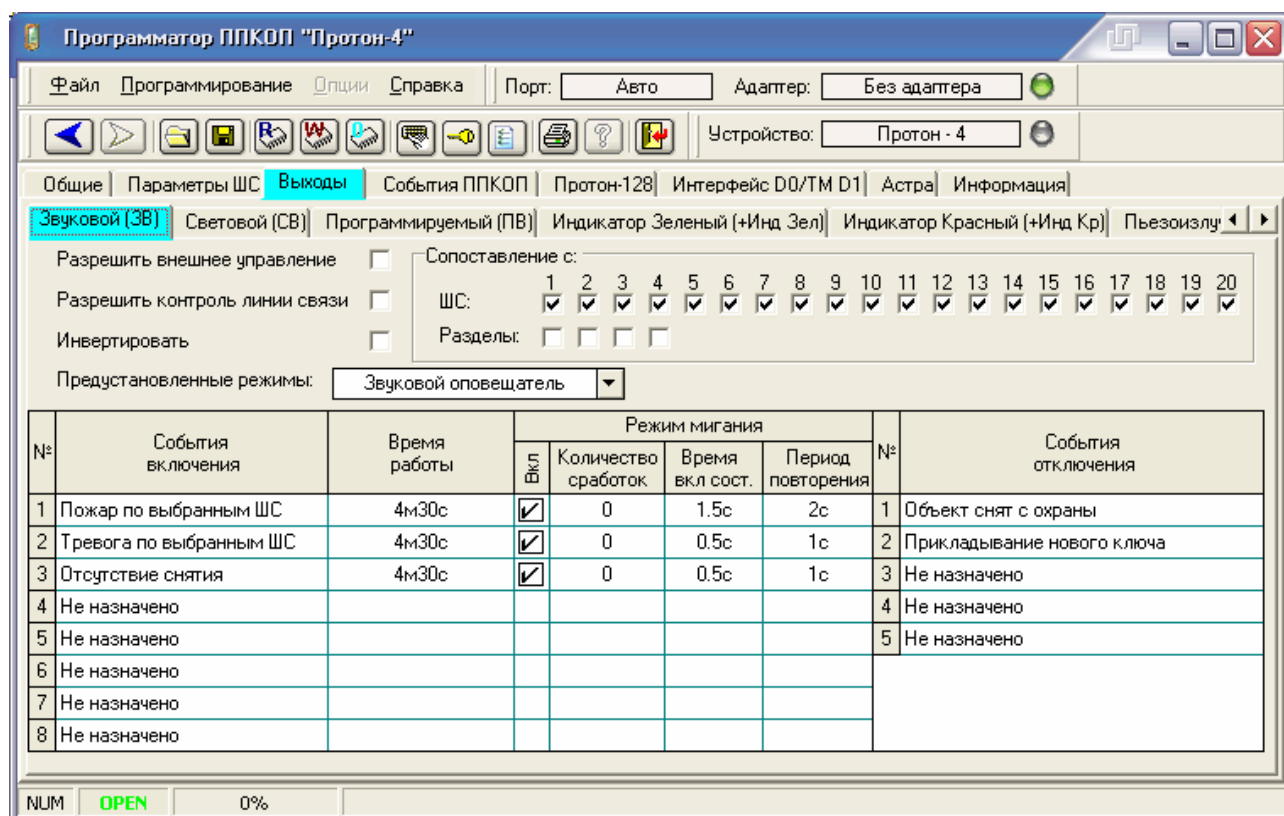 Программатор ППКОП "Протон-4"
Файл Программирование Опции Справка Порт: Авто Адаптер: Без адаптера
Устройство: Протон - 4
Общие Параметры ШС Выходы События ППКОП Протон-128 Интерфейс D0/TM D1 Астра Информация
Звуковой (ЗВ) Световой (СВ) Программируемый (ПВ) Индикатор Зеленый (+Инд Зел) Индикатор Красный (+Инд Кр) Пьезоизлу
Разрешить внешнее управление
Разрешить контроль линии связи
Инвертировать
Сопоставление с:
1 2 3 4 5 6 7 8 9 10 11 12 13 14 15 16 17 18 19 20
ШС:
Разделы:
Предустановленные режимы: Звуковой оповещатель
№ События включения Время работы Режим мигания № События отключения
Вкл Количество сработок Время вкл сост. Период повторения
1 Пожар по выбранным ШС 4м30с 0 1.5с 2с 1 Объект снят с охраны
2 Тревога по выбранным ШС 4м30с 0 0.5с 1с 2 Прикладывание нового ключа
3 Отсутствие снятия 4м30с 0 0.5с 1с 3 Не назначено
4 Не назначено 4 Не назначено
5 Не назначено 5 Не назначено
6 Не назначено
7 Не назначено
8 Не назначено
NUM OPEN 0%